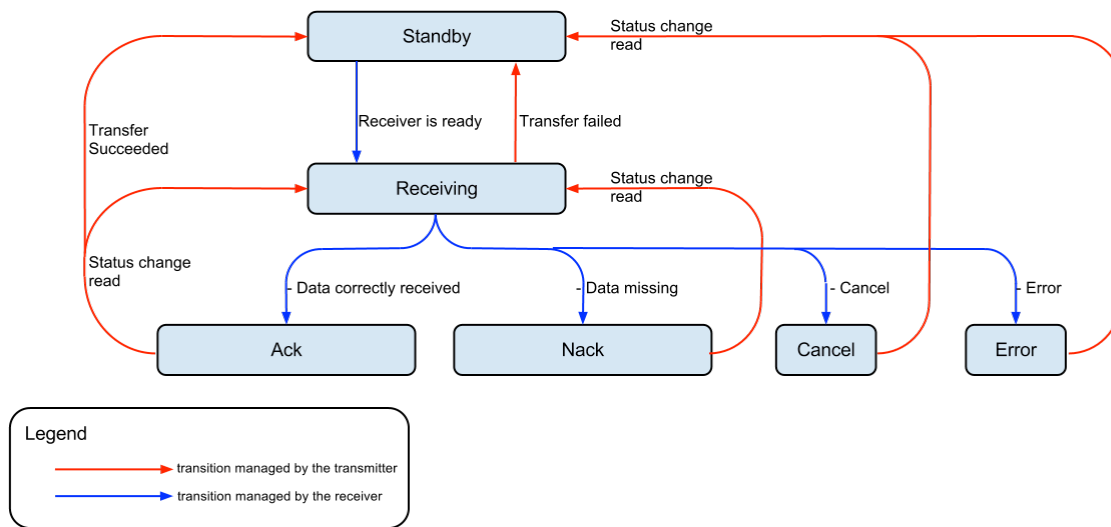 Standby
Status change
read
Receiver is ready
Transfer failed
Transfer
Succeeded
Receiving
Status change
read
Status change
read
- Data correctly received
- Data missing
- Cancel
- Error
Ack
Nack
Cancel
Error
Legend
transition managed by the transmitter
transition managed by the receiver